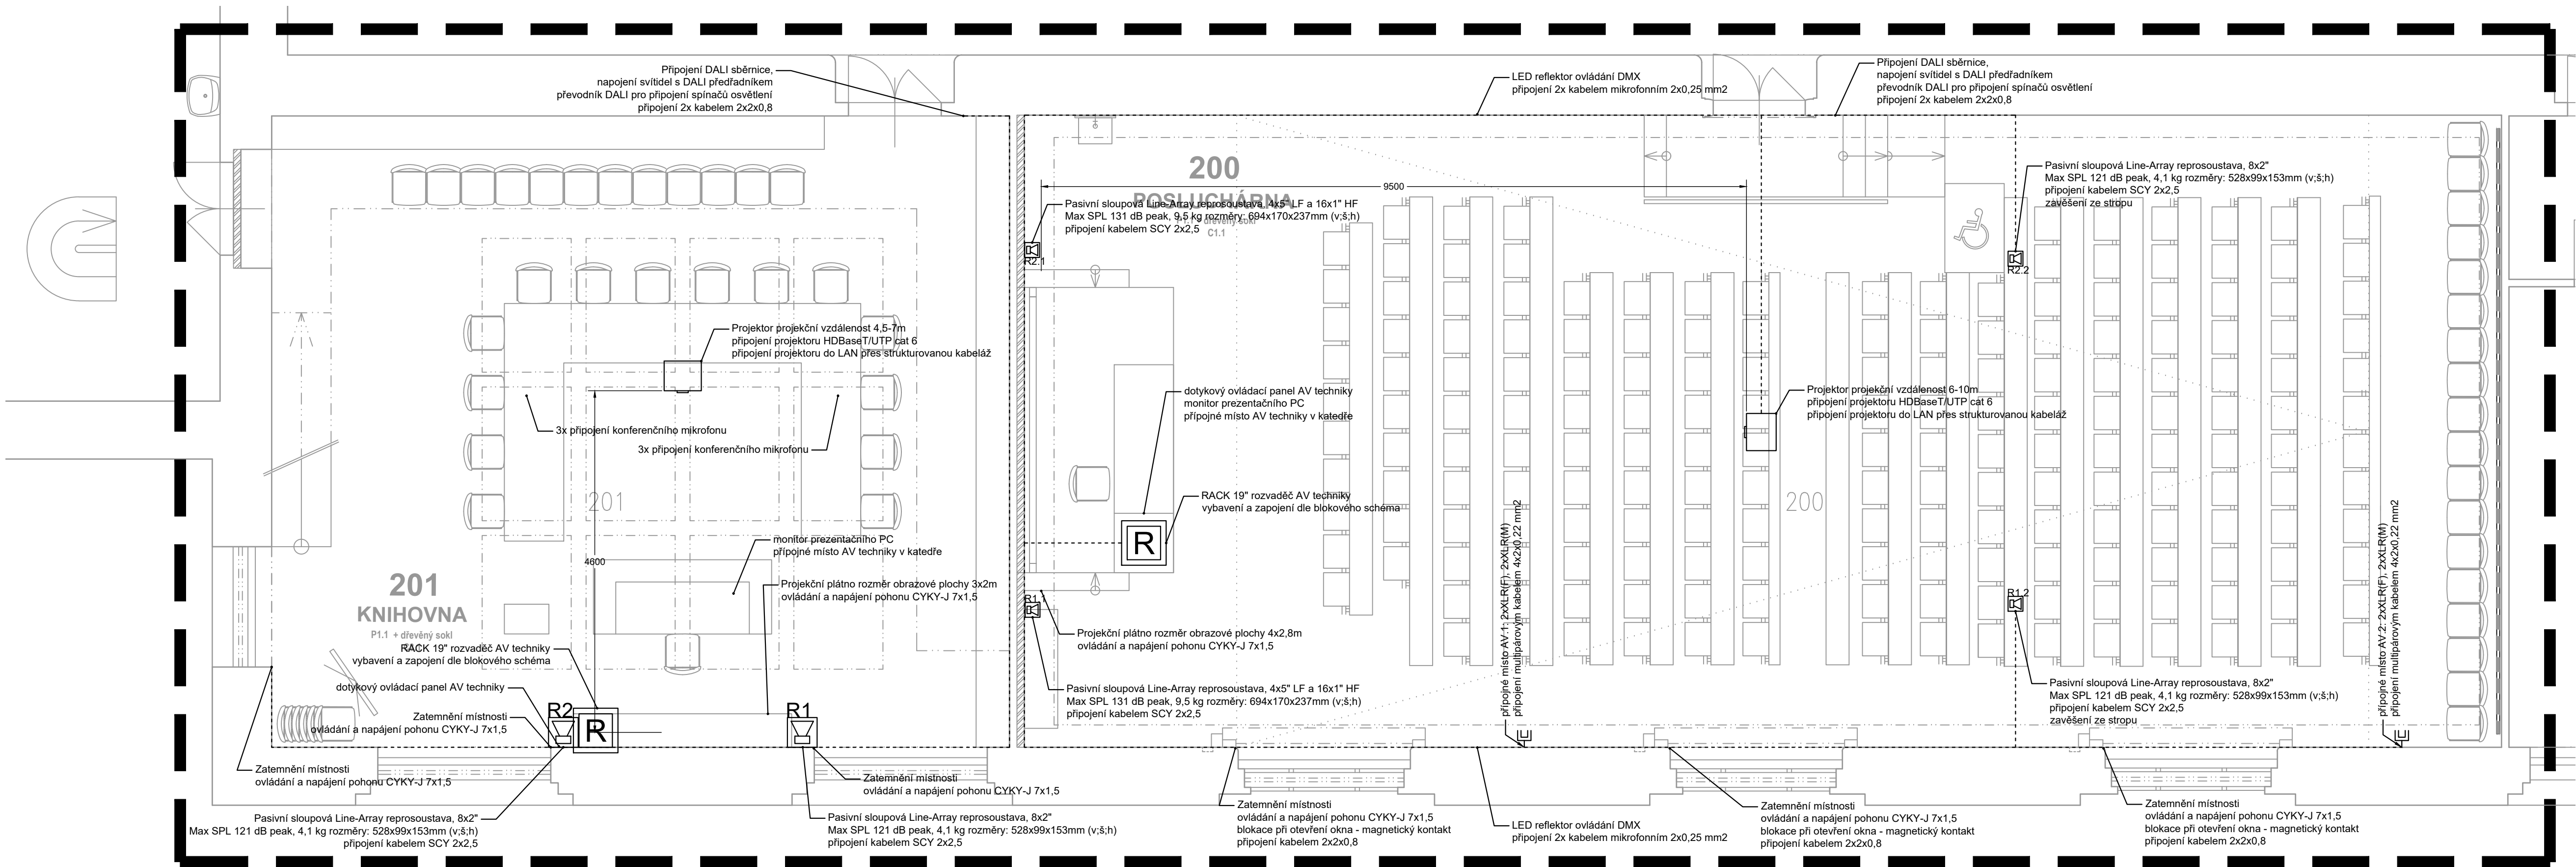 Připojení DALI sběrnice,
napojení svítidel s DALI předřadníkem
převodník DALI pro připojení spínačů osvětlení
připojení 2x kabelem 2x2x0,8
LED reflektor ovládání DMX
připojení 2x kabelem mikrofonním 2x0,25 mm2
Připojení DALI sběrnice,
napojení svítidel s DALI předřadníkem
převodník DALI pro připojení spínačů osvětlení
připojení 2x kabelem 2x2x0,8
200
POSLUCHÁRNA
P1.1 + dřevěný sokl
C1.1
9500
Pasivní sloupová Line-Array reprosoustava, 4x5" LF a 16x1" HF
Max SPL 131 dB peak, 9,5 kg rozměry: 694x170x237mm (v;š;h)
připojení kabelem SCY 2x2,5
R2.1
Pasivní sloupová Line-Array reprosoustava, 8x2"
Max SPL 121 dB peak, 4,1 kg rozměry: 528x99x153mm (v;š;h)
připojení kabelem SCY 2x2,5
zavěšení ze stropu
R2.2
Projektor projekční vzdálenost 4,5-7m
připojení projektoru HDBaseT/UTP cat 6
připojení projektoru do LAN přes strukturovanou kabeláž
3x připojení konferenčního mikrofonu
3x připojení konferenčního mikrofonu
dotykový ovládací panel AV techniky
monitor prezentačního PC
přípojné místo AV techniky v katedře
Projektor projekční vzdálenost 6-10m
připojení projektoru HDBaseT/UTP cat 6
připojení projektoru do LAN přes strukturovanou kabeláž
RACK 19" rozvaděč AV techniky
vybavení a zapojení dle blokového schéma
R
201
200
4600
monitor prezentačního PC
přípojné místo AV techniky v katedře
Projekční plátno rozměr obrazové plochy 3x2m
ovládání a napájení pohonu CYKY-J 7x1,5
201
KNIHOVNA
P1.1 + dřevěný sokl
RACK 19" rozvaděč AV techniky
vybavení a zapojení dle blokového schéma
dotykový ovládací panel AV techniky
Zatemnění místnosti
ovládání a napájení pohonu CYKY-J 7x1,5
R2
R
R1
R1.1
Projekční plátno rozměr obrazové plochy 4x2,8m
ovládání a napájení pohonu CYKY-J 7x1,5
Pasivní sloupová Line-Array reprosoustava, 4x5" LF a 16x1" HF
Max SPL 131 dB peak, 9,5 kg rozměry: 694x170x237mm (v;š;h)
připojení kabelem SCY 2x2,5
přípojné místo AV.1: 2xXLR(F), 2xXLR(M)
připojení multipárovým kabelem 4x2x0,22 mm2
R1.2
Pasivní sloupová Line-Array reprosoustava, 8x2"
Max SPL 121 dB peak, 4,1 kg rozměry: 528x99x153mm (v;š;h)
připojení kabelem SCY 2x2,5
zavěšení ze stropu
přípojné místo AV.2: 2xXLR(F), 2xXLR(M)
připojení multipárovým kabelem 4x2x0,22 mm2
Zatemnění místnosti
ovládání a napájení pohonu CYKY-J 7x1,5
Zatemnění místnosti
ovládání a napájení pohonu CYKY-J 7x1,5
Pasivní sloupová Line-Array reprosoustava, 8x2"
Max SPL 121 dB peak, 4,1 kg rozměry: 528x99x153mm (v;š;h)
připojení kabelem SCY 2x2,5
Pasivní sloupová Line-Array reprosoustava, 8x2"
Max SPL 121 dB peak, 4,1 kg rozměry: 528x99x153mm (v;š;h)
připojení kabelem SCY 2x2,5
Zatemnění místnosti
ovládání a napájení pohonu CYKY-J 7x1,5
blokace při otevření okna - magnetický kontakt
připojení kabelem 2x2x0,8
LED reflektor ovládání DMX
připojení 2x kabelem mikrofonním 2x0,25 mm2
Zatemnění místnosti
ovládání a napájení pohonu CYKY-J 7x1,5
blokace při otevření okna - magnetický kontakt
připojení kabelem 2x2x0,8
Zatemnění místnosti
ovládání a napájení pohonu CYKY-J 7x1,5
blokace při otevření okna - magnetický kontakt
připojení kabelem 2x2x0,8